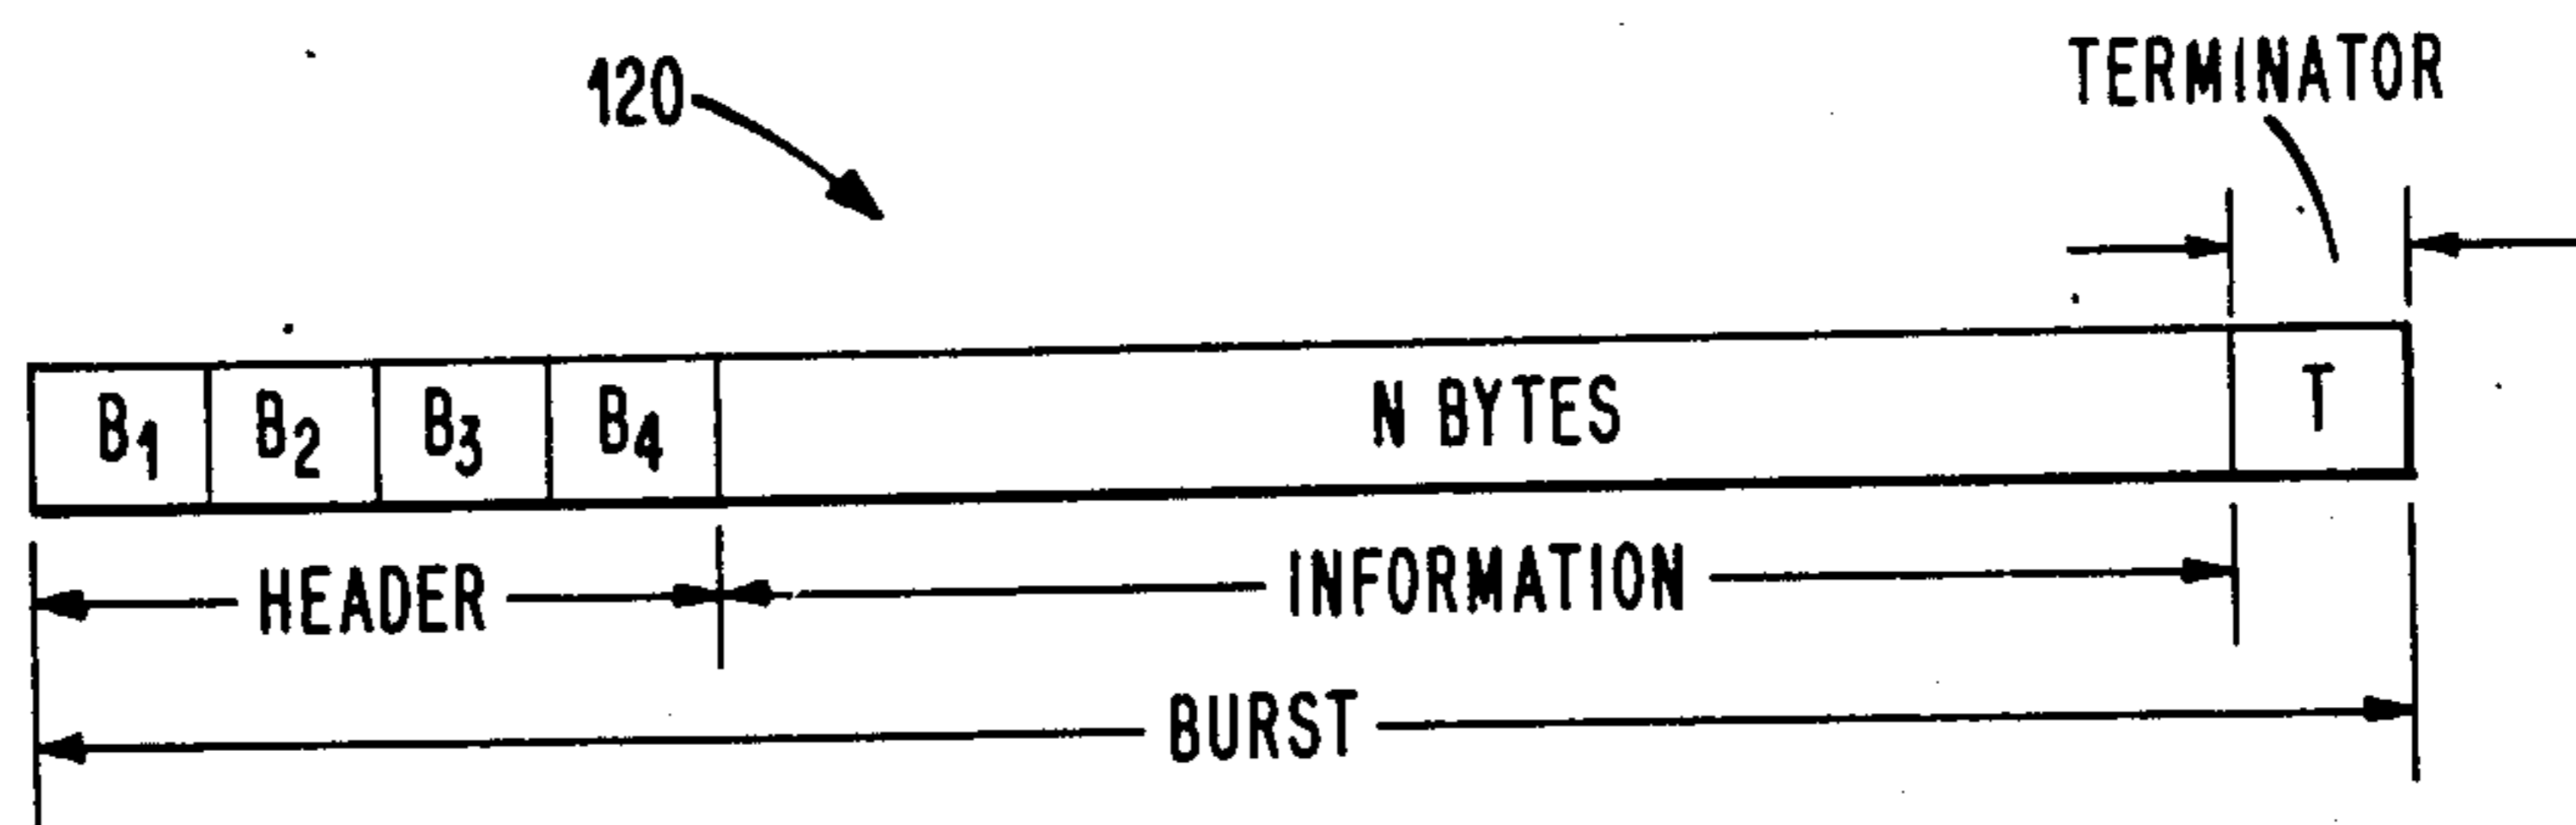 120
TERMINATOR
B1 B2 B3 B4 N BYTES T
HEADER INFORMATION
BURST